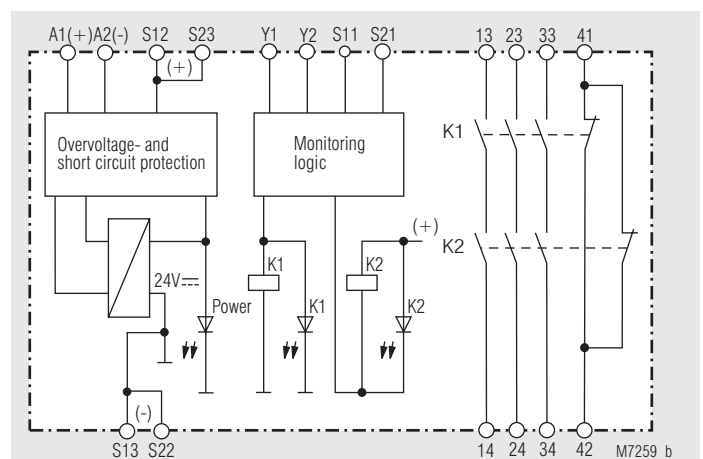 A1(+) A2(-) S12 S23 Y1 Y2 S11 S21 13 23 33 41
(+)
Overvoltage- and
short circuit protection
Monitoring
logic
K1
(+)
K2
24V
K1
K2
Power
K1
K2
(-)
S13 S22 14 24 34 42 M7259 b